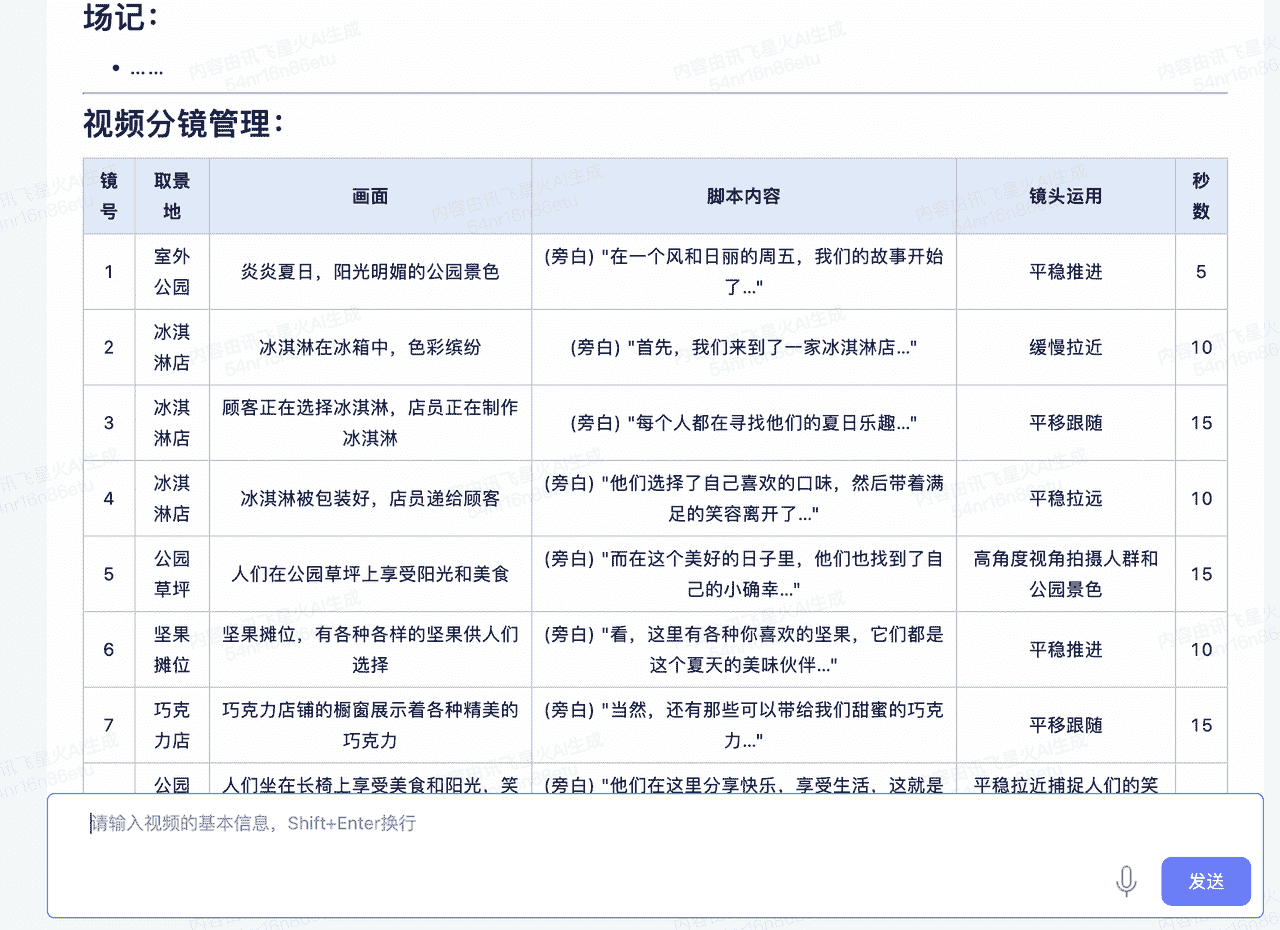 场记：
• ……
视频分镜管理：
镜号 取景地 画面 脚本内容 镜头运用 秒数
1 室外公园 炎炎夏日，阳光明媚的公园景色 (旁白) "在一个风和日丽的周五，我们的故事开始了..." 平稳推进 5
2 冰淇淋店 冰淇淋在冰箱中，色彩缤纷 (旁白) "首先，我们来到了一家冰淇淋店..." 缓慢拉近 10
3 冰淇淋店 顾客正在选择冰淇淋，店员正在制作冰淇淋 (旁白) "每个人都在寻找他们的夏日乐趣..." 平移跟随 15
4 冰淇淋店 冰淇淋被包装好，店员递给顾客 (旁白) "他们选择了自己喜欢的口味，然后带着满足的笑容离开了..." 平稳拉远 10
5 公园草坪 人们在公园草坪上享受阳光和美食 (旁白) "而在这个美好的日子里，他们也找到了自己的小确幸..." 高角度视角拍摄人群和公园景色 15
6 坚果摊位 坚果摊位，有各种各样的坚果供人们选择 (旁白) "看，这里有各种你喜欢的坚果，它们都是这个夏天的美味伙伴..." 平稳推进 10
7 巧克力店 巧克力店铺的橱窗展示着各种精美的巧克力 (旁白) "当然，还有那些可以带给我们甜蜜的巧克力..." 平移跟随 15
公园 人们坐在长椅上享受美食和阳光，笑 (旁白) "他们在这里分享快乐，享受生活，这就是 平稳拉近捕捉人们的笑
请输入视频的基本信息，Shift+Enter换行
发送
内容由讯飞星火AI生成
54nr16n86etu